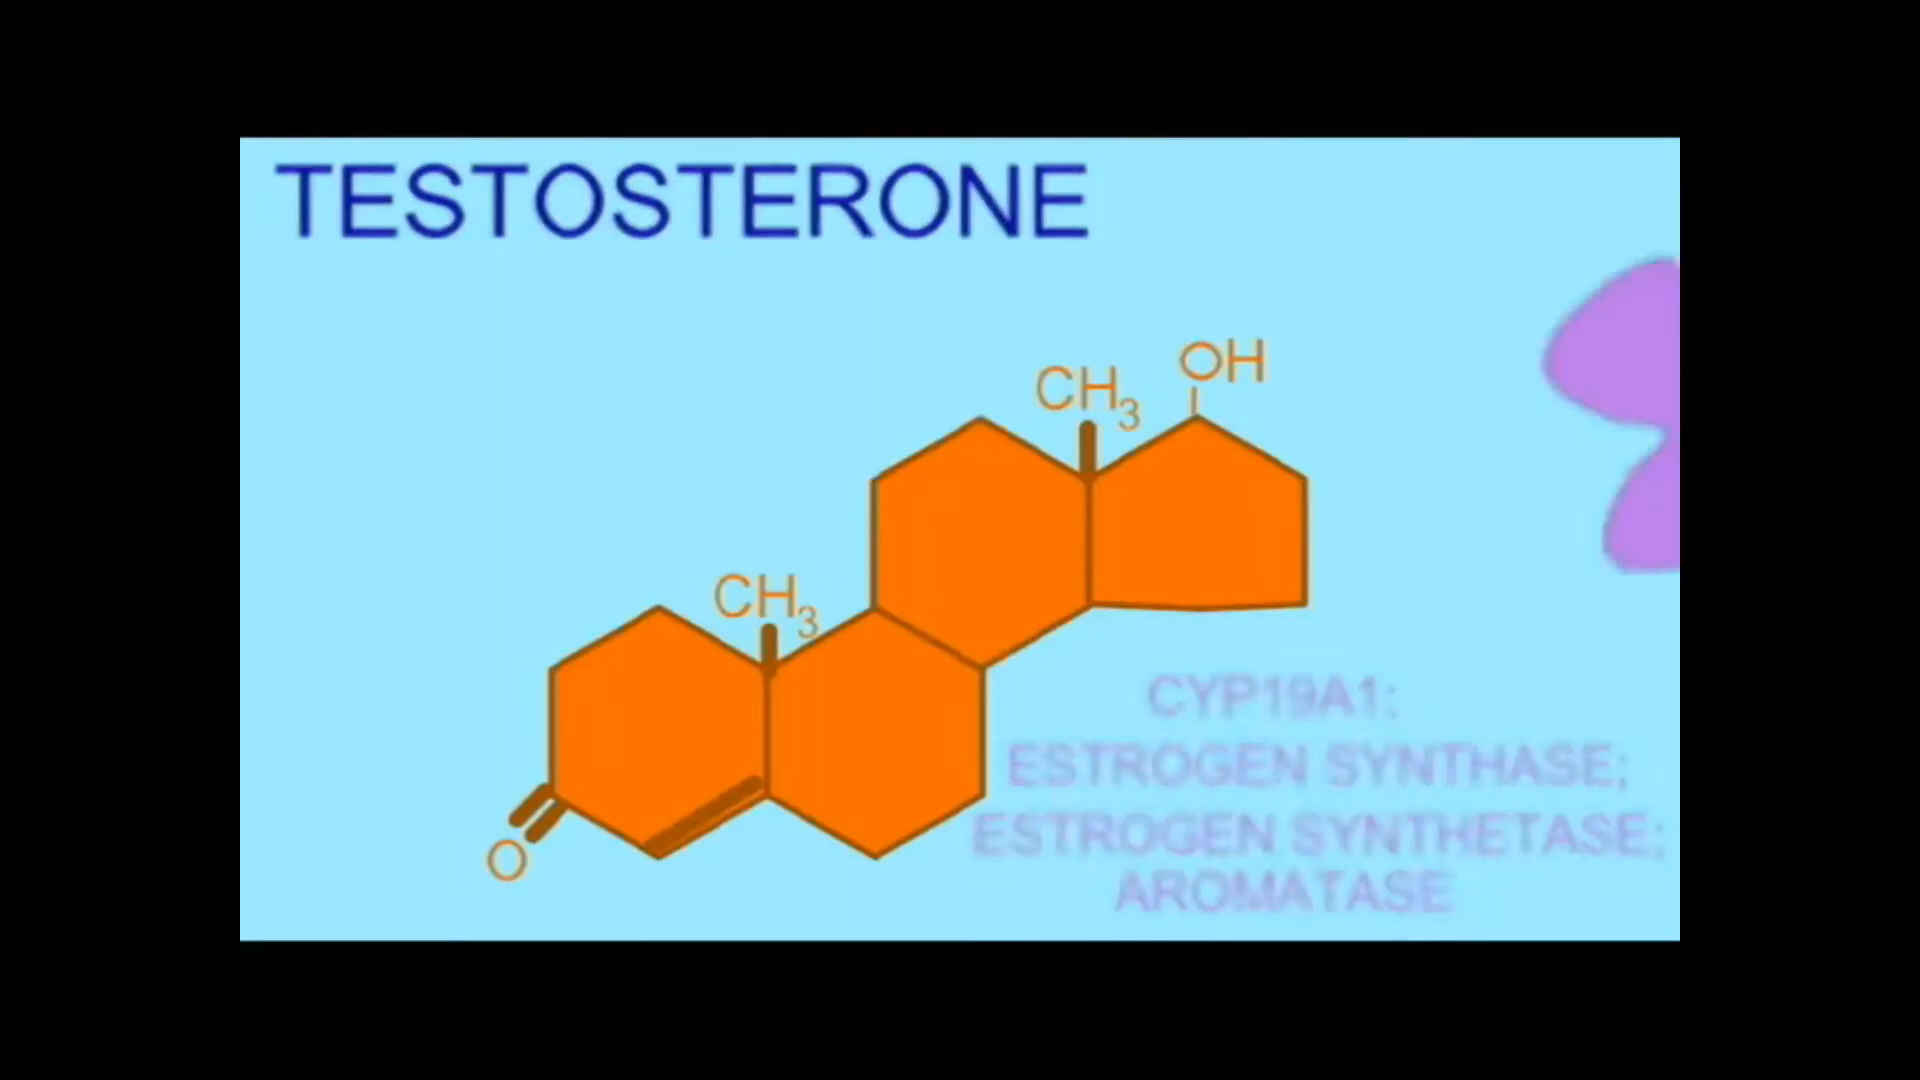 TESTOSTERONE
OH
CH3
CH3
O
CYP19A1:
ESTROGEN SYNTHASE;
ESTROGEN SYNTHETASE;
AROMATASE